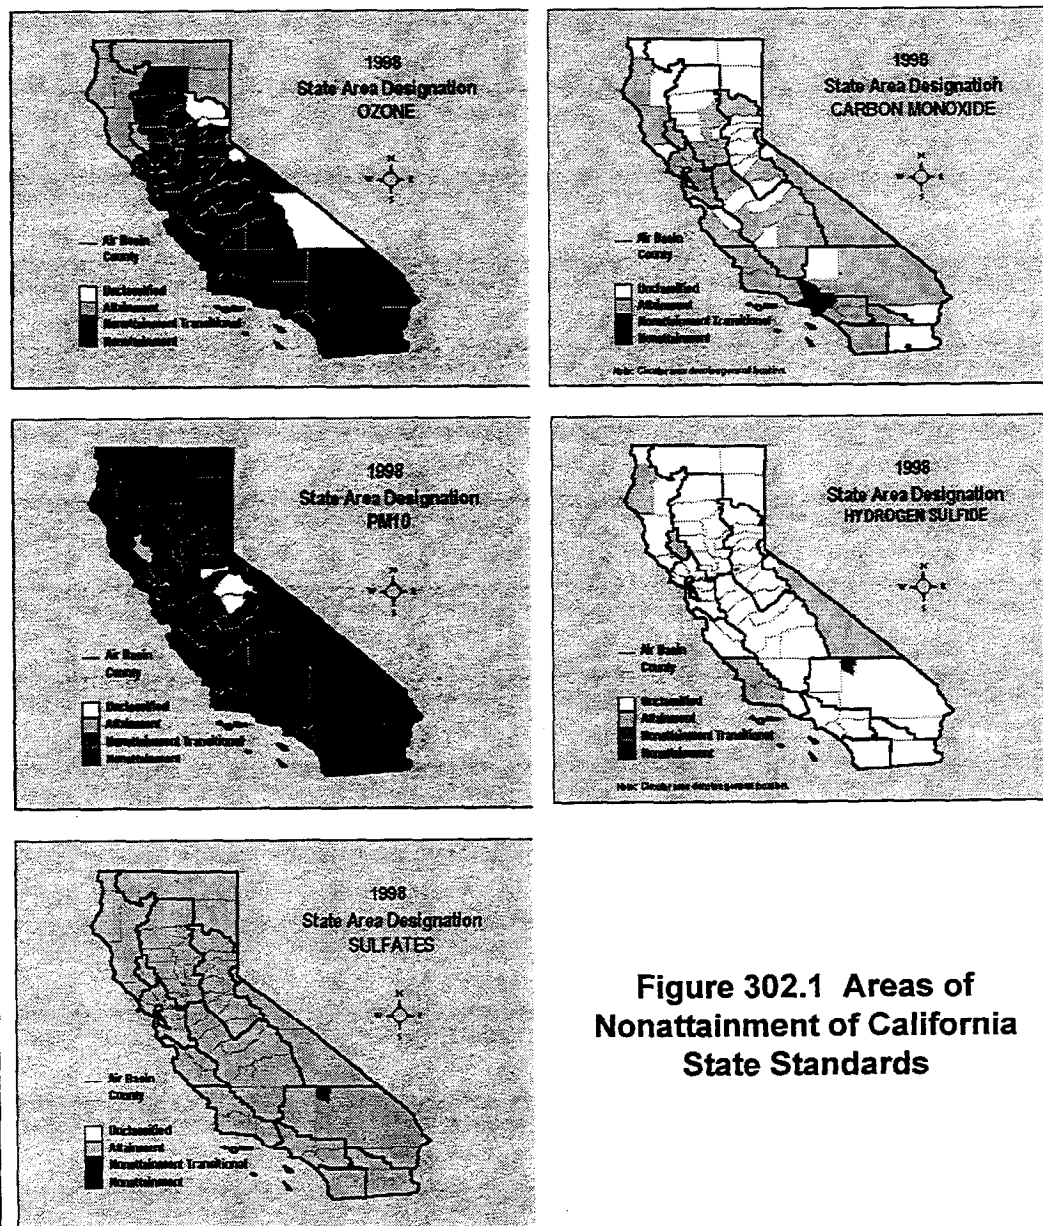 1998
State Area Designation
OZONE
N
W
E
S
Air Basin
County
Unclassified
Attainment
Nonattainment Transitional
Nonattainment
1998
State Area Designation
CARBON MONOXIDE
N
W
E
S
Air Basin
County
Unclassified
Attainment
Nonattainment Transitional
Nonattainment
1998
State Area Designation
PM10
N
W
E
S
Air Basin
County
Unclassified
Attainment
Nonattainment Transitional
Nonattainment
1998
State Area Designation
HYDROGEN SULFIDE
N
W
E
S
Air Basin
County
Unclassified
Attainment
Nonattainment Transitional
Nonattainment
1998
State Area Designation
SULFATES
N
W
E
S
Air Basin
County
Unclassified
Attainment
Nonattainment Transitional
Nonattainment
Figure 302.1 Areas of
Nonattainment of California
State Standards